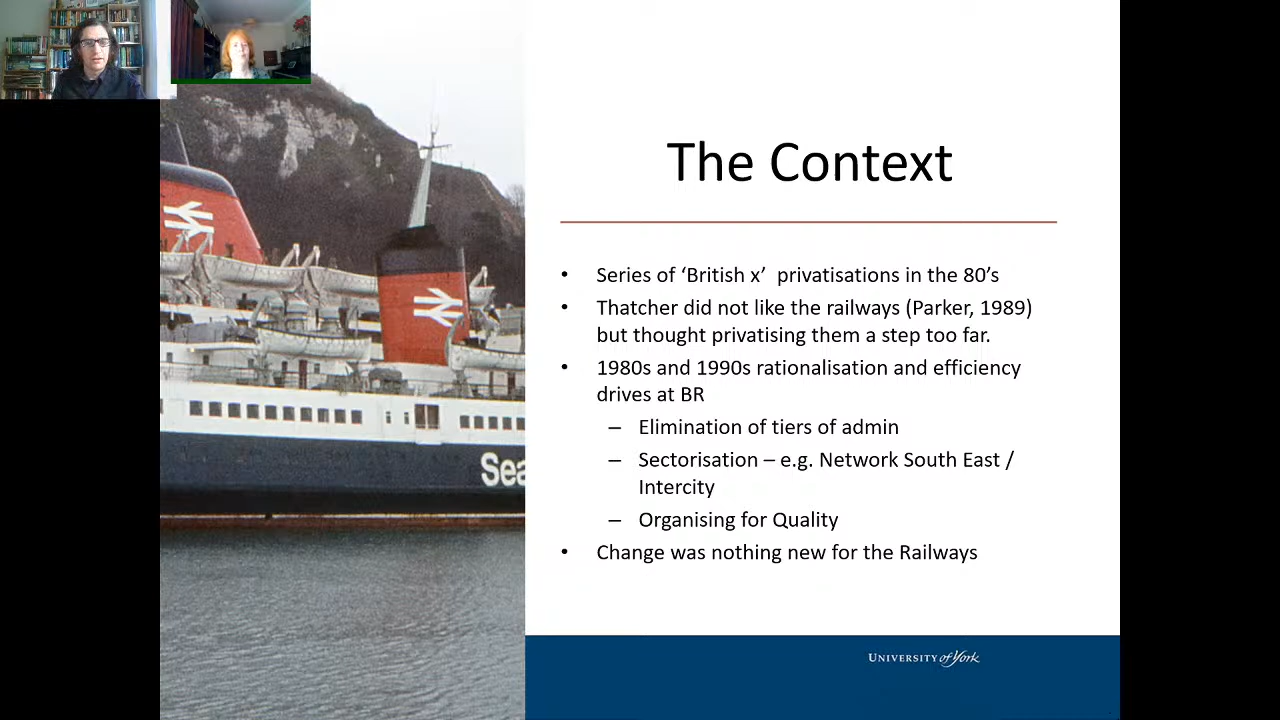 The Context
• Series of ‘British x’  privatisations in the 80’s
• Thatcher did not like the railways (Parker, 1989)
but thought privatising them a step too far.
• 1980s and 1990s rationalisation and efficiency
drives at BR
– Elimination of tiers of admin
– Sectorisation – e.g. Network South East /
Intercity
– Organising for Quality
• Change was nothing new for the Railways
Sea
UNIVERSITY of York